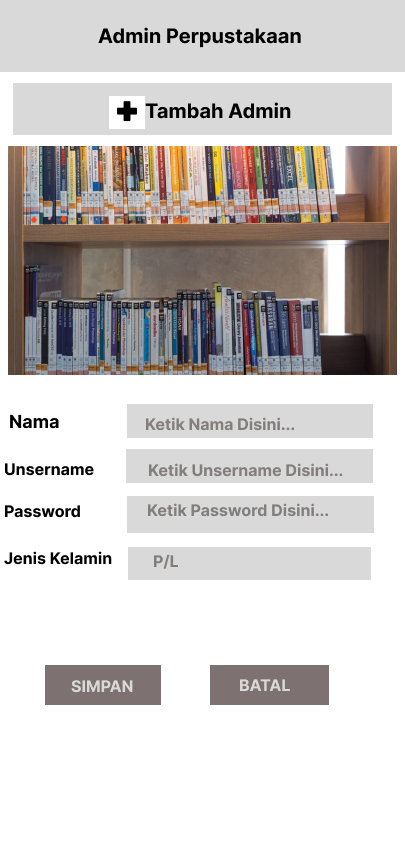 Admin Perpustakaan
Tambah Admin
Nama
Ketik Nama Disini...
Unsername
Ketik Unsername Disini...
Password
Ketik Password Disini...
Jenis Kelamin
P/L
SIMPAN
BATAL